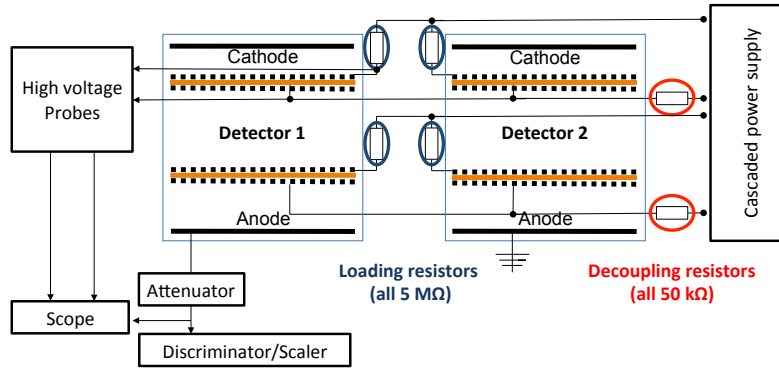 Cathode
Cathode
High voltage
Probes
Detector 1
Detector 2
Cascaded power supply
Anode
Anode
Loading resistors
(all 5 MΩ)
Decoupling resistors
(all 50 kΩ)
Attenuator
Scope
Discriminator/Scaler